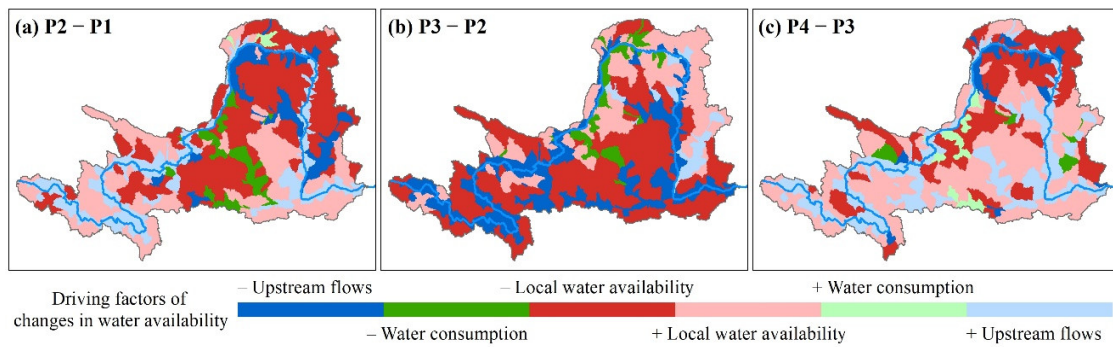 (a) P2 − P1
(b) P3 − P2
(c) P4 − P3
Driving factors of
changes in water availability
− Upstream flows
− Local water availability
+ Water consumption
− Water consumption
+ Local water availability
+ Upstream flows